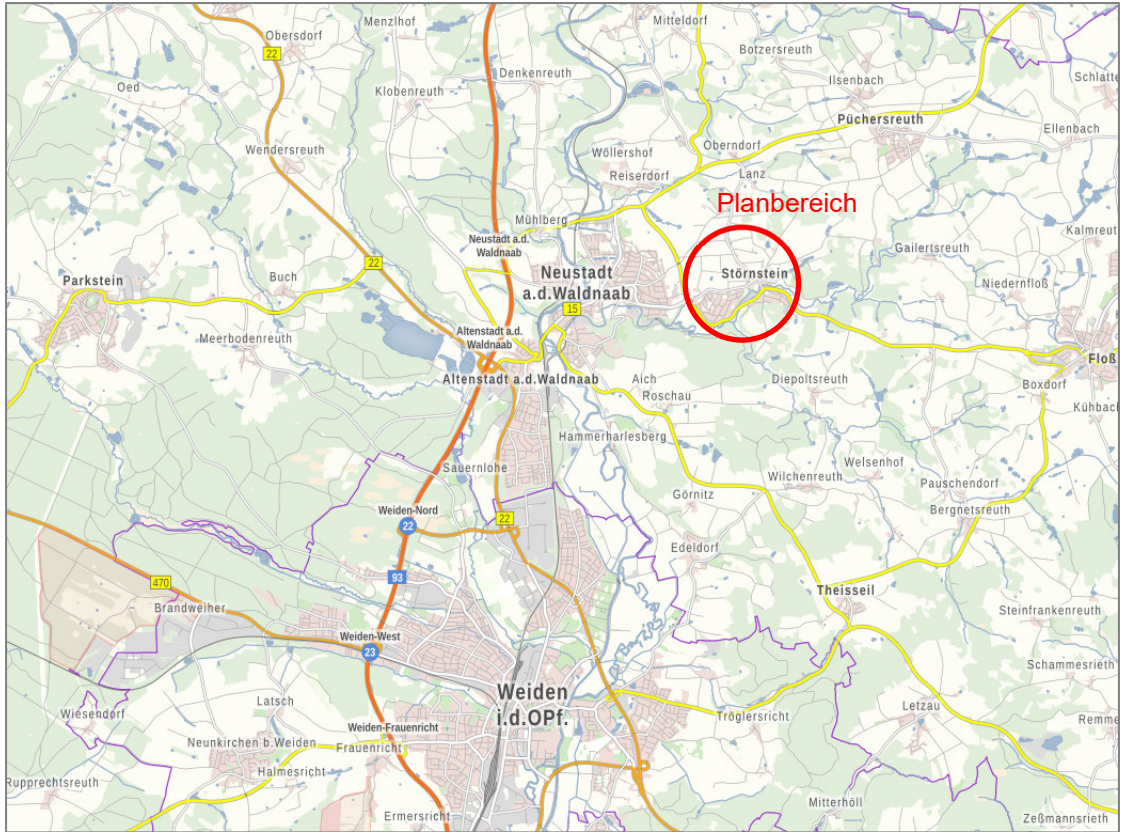 Menzlhof
Mitteldorf
Obersdorf
Botzersreuth
22
Denkenreuth
Ilsenbach
Schlatte
Oed
Klobenreuth
Püchersreuth
Ellenbach
Wendersreuth
Wöllershof
Oberndorf
Reiserdorf
Lanz
Planbereich
Mühlberg
Kalmreut
Neustadt a.d.
Waldnaab
Gailertsreuth
22
Buch
Neustadt
a.d.Waldnaab
Störnstein
Parkstein
Niedernfloß
15
Altenstadt a.d.
Waldnaab
Meerbodenreuth
Floß
Altenstadt a.d.Waldnaab
Aich
Diepoltsreuth
Boxdorf
Roschau
Kühbach
Hammerharlesberg
Sauernlohe
Welsenhof
Wilchenreuth
Pauschendorf
Görnitz
Weiden-Nord
Bergnetsreuth
22
22
Edeldorf
93
470
Theisseil
Brandweiher
Steinfrankenreuth
Weiden-West
23
Schammesrieth
Weiden
i.d.OPf.
Latsch
Letzau
Wiesendorf
Tröglersricht
Remme
Weiden-Frauenricht
Neunkirchen b.Weiden
Frauenricht
Halmesricht
Rupprechtsreuth
Mitterhöll
Ermersricht
Zeßmannsrieth